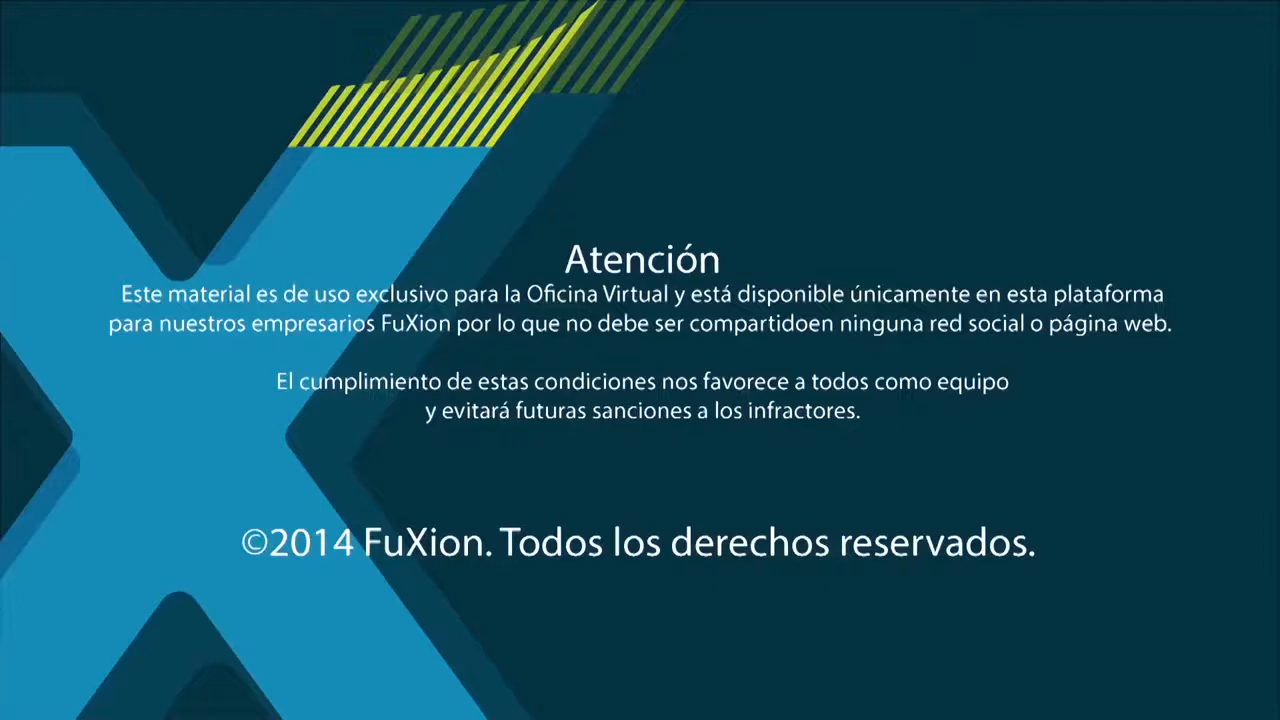 Atención
Este material es de uso exclusivo para la Oficina Virtual y está disponible únicamente en esta plataforma
para nuestros empresarios FuXion por lo que no debe ser compartidoen ninguna red social o página web.
El cumplimiento de estas condiciones nos favorece a todos como equipo
y evitará futuras sanciones a los infractores.
©2014 FuXion. Todos los derechos reservados.